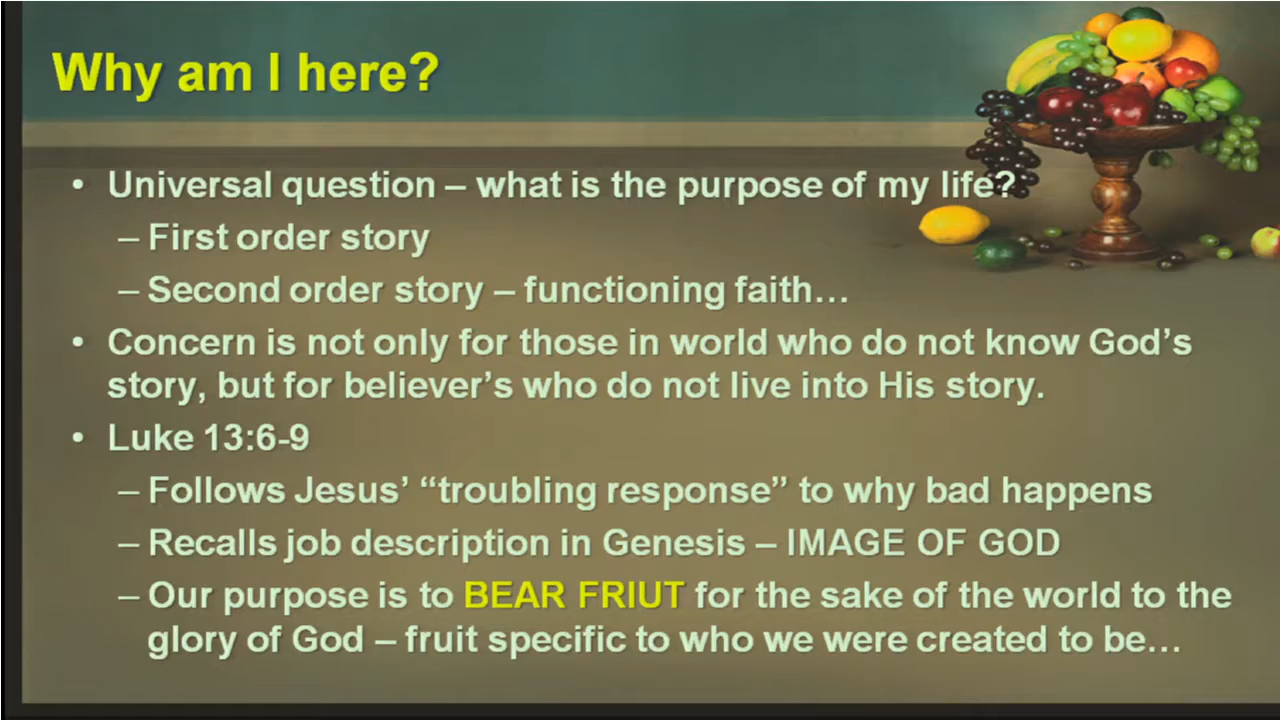 Why am I here?
• Universal question – what is the purpose of my life?
– First order story
– Second order story – functioning faith…
• Concern is not only for those in world who do not know God’s
story, but for believer’s who do not live into His story.
• Luke 13:6-9
– Follows Jesus’ “troubling response” to why bad happens
– Recalls job description in Genesis – IMAGE OF GOD
– Our purpose is to BEAR FRIUT for the sake of the world to the
glory of God – fruit specific to who we were created to be…